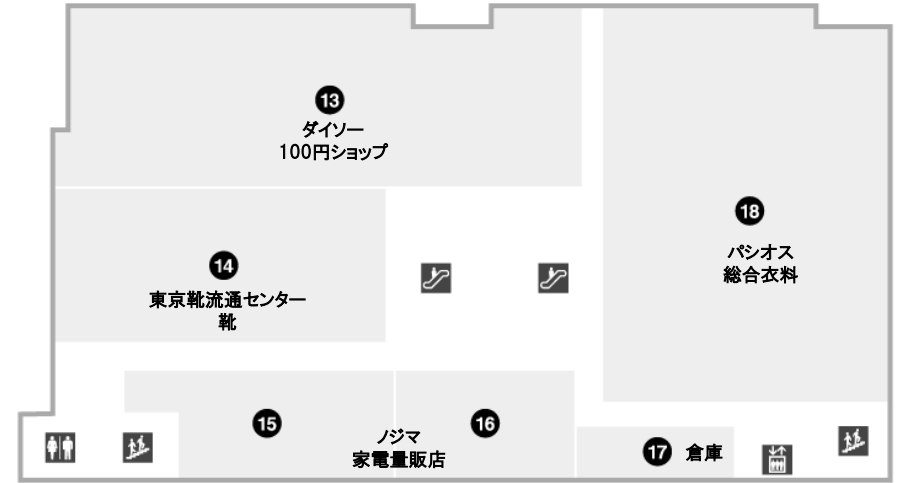 13
ダイソー
100円ショップ
14
東京靴流通センター
靴
18
パシオス
総合衣料
15
16
ノジマ
家電量販店
17 倉庫